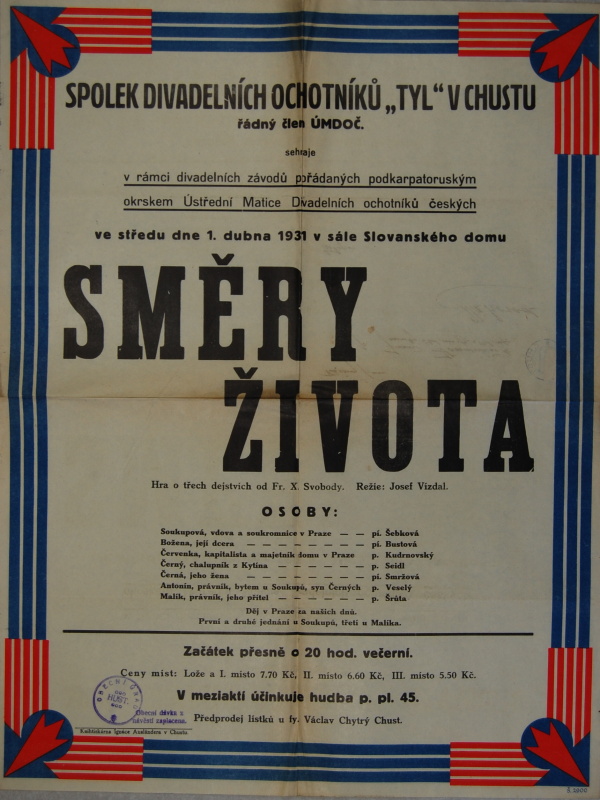 SPOLEK DIVADELNÍCH OCHOTNÍKŮ „TYL“ V CHUSTU
řádný člen ÚMDOČ.
sehraje
v rámci divadelních závodů pořádaných podkarpatoruským
okrskem Ústřední Matice Divadelních ochotníků českých
ve středu dne 1. dubna 1931 v sále Slovanského domu
SMĚRY
ŽIVOTA
Hra o třech dejstvích od Fr. X. Svobody. Režie: Josef Vízdal.
OSOBY:
Soukupová, vdova a soukromnice v Praze — — pí. Šebková
Božena, její dcera — — — — — — — — pí. Bustová
Červenka, kapitalista a majetník domu v Praze p. Kudrnovský
Černý, chalupník z Kytína — — — — — — p. Seidl
Černá, jeho žena — — — — — — — — pí. Smržová
Antonín, právník, bytem u Soukupů, syn Černých p. Veselý
Malík, právník, jeho přítel — — — — — — p. Šrůta
Děj v Praze za našich dnů.
První a druhé jednání u Soukupů, třetí u Malíka.
Začátek přesně o 20 hod. večerní.
Ceny míst: Lože a I. místo 7.70 Kč, II. místo 6.60 Kč, III. místo 5.50 Kč.
V meziaktí účinkuje hudba p. pl. 45.
Předprodej lístků u fy. Václav Chytrý Chust.
HUST
Obecní dávka z
návěstí zaplacena.
Knihtiskárna Ignace Ausländera v Chustu.